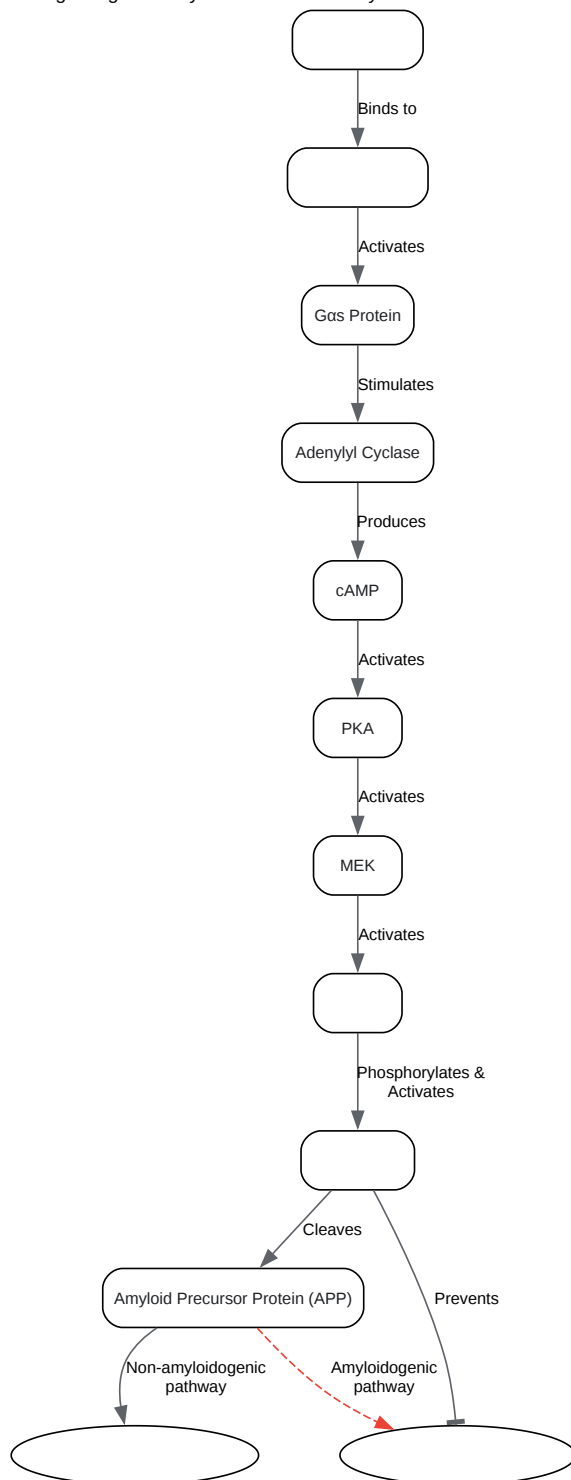 Binds to
Activates
Gαs Protein
Stimulates
Adenylyl Cyclase
Produces
cAMP
Activates
PKA
Activates
MEK
Activates
Phosphorylates &
Activates
Cleaves
Amyloid Precursor Protein (APP)
Prevents
Non-amyloidogenic
pathway
Amyloidogenic
pathway